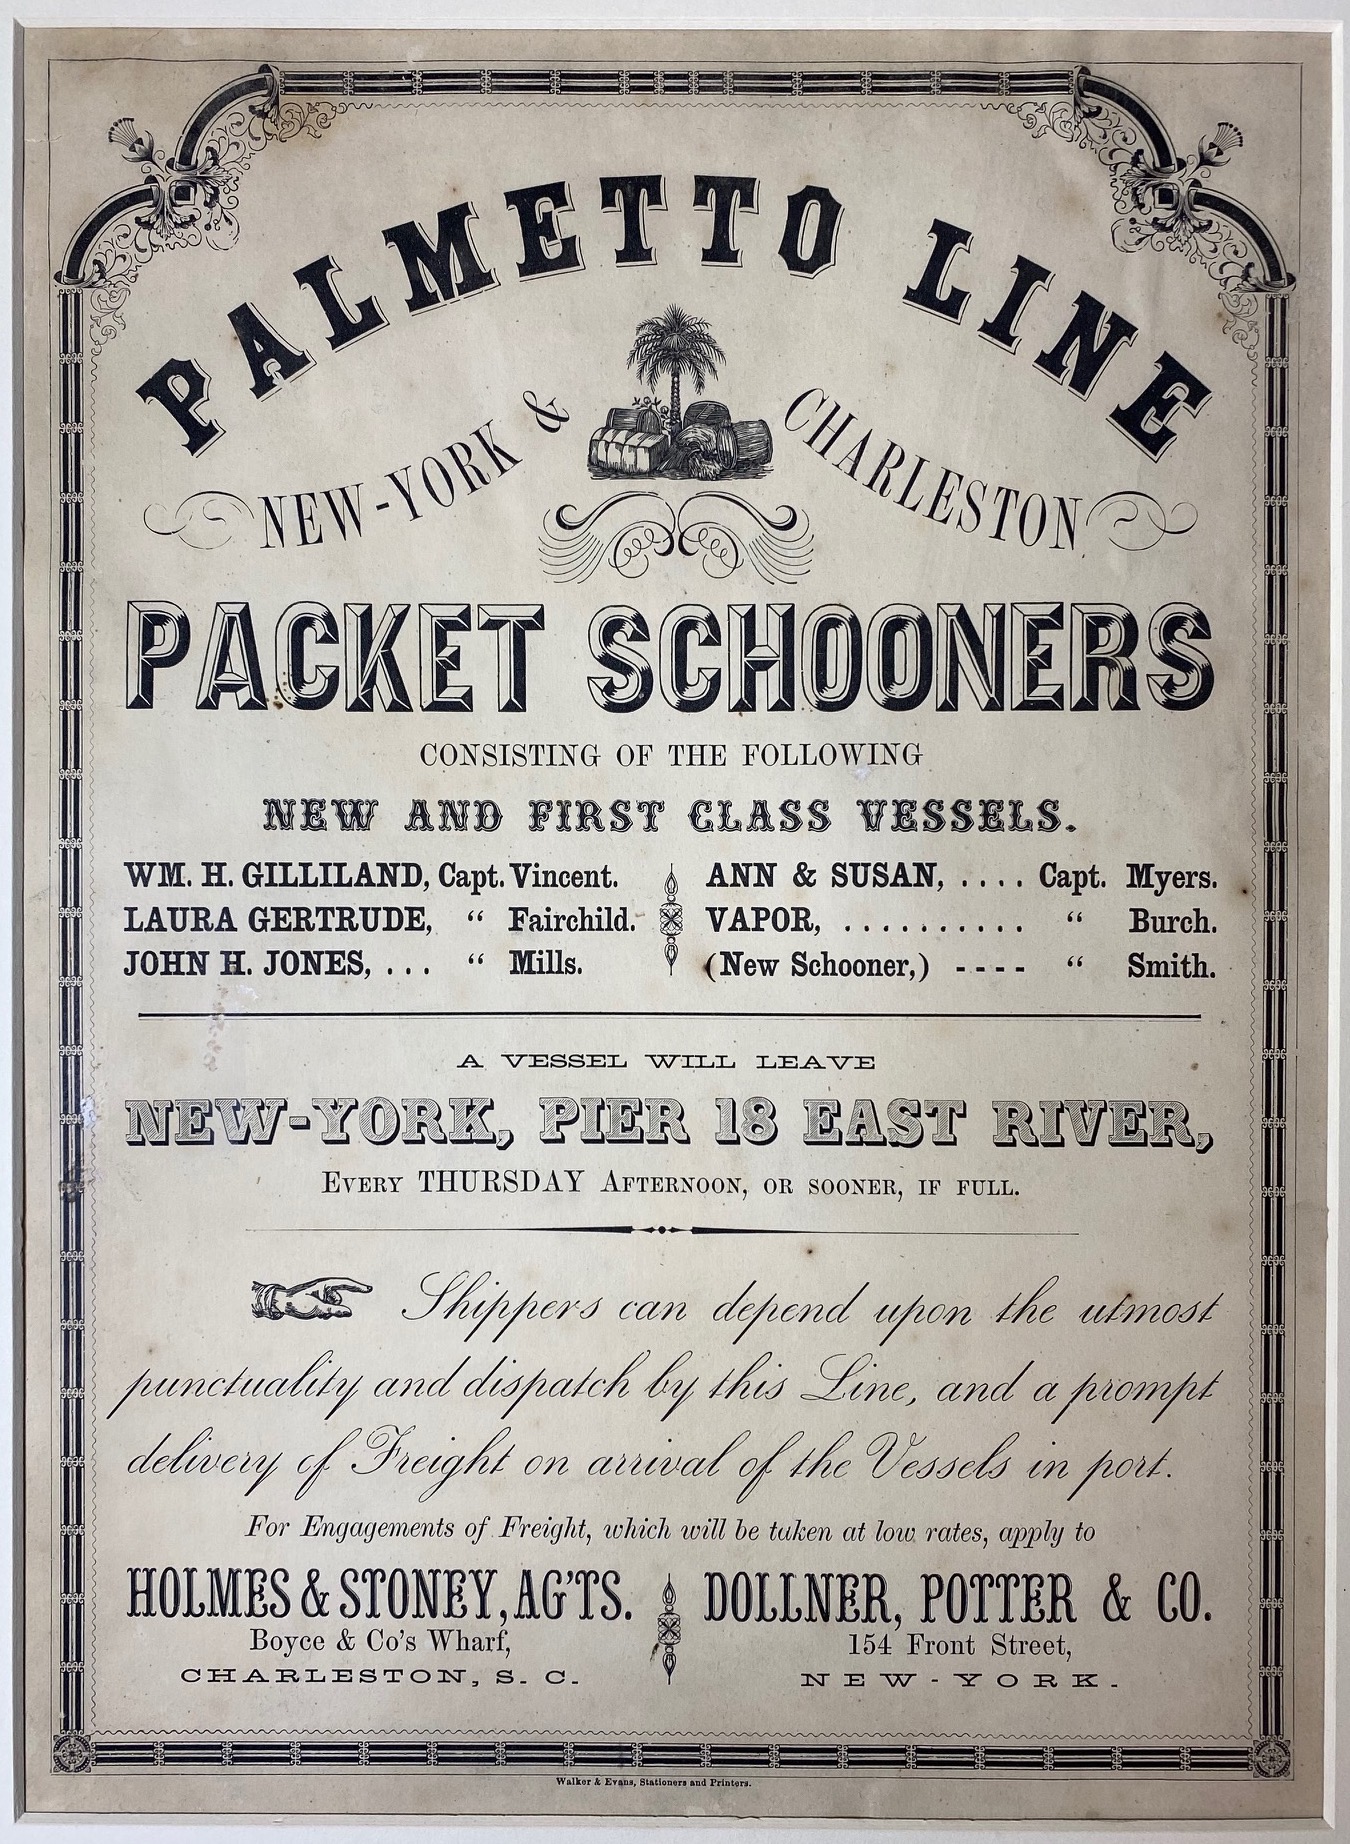 PALMETTO LINE
NEW-YORK & CHARLESTON
PACKET SCHOONERS
CONSISTING OF THE FOLLOWING
NEW AND FIRST CLASS VESSELS.
WM. H. GILLILAND, Capt. Vincent.
LAURA GERTRUDE, “ Fairchild.
JOHN H. JONES, ... “ Mills.
ANN & SUSAN, .... Capt. Myers.
VAPOR, .......... “ Burch.
(New Schooner,) ---- “ Smith.
A VESSEL WILL LEAVE
NEW-YORK, PIER 18 EAST RIVER,
EVERY THURSDAY AFTERNOON, OR SOONER, IF FULL.
Shippers can depend upon the utmost
punctuality and dispatch by this Line, and a prompt
delivery of Freight on arrival of the Vessels in port.
For Engagements of Freight, which will be taken at low rates, apply to
HOLMES & STONEY, AG'TS.
Boyce & Co's Wharf,
CHARLESTON, S. C.
DOLLNER, POTTER & CO.
154 Front Street,
NEW-YORK.
Walker & Evans, Stationers and Printers.